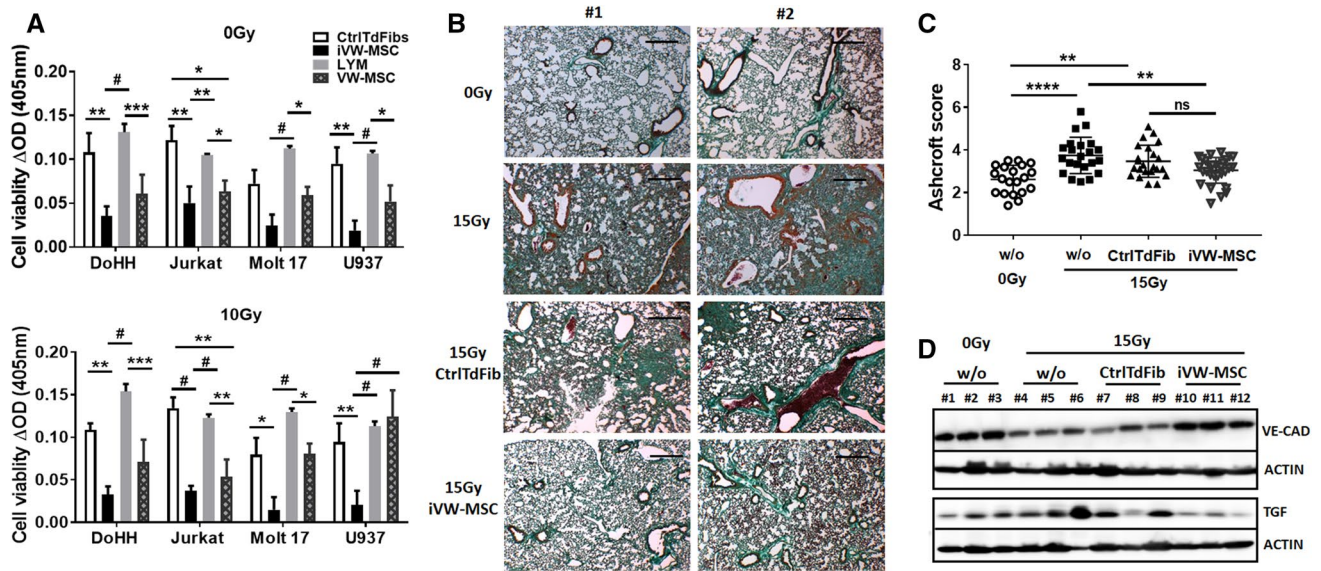 A
0Gy
CtrlTdFibs
iVW-MSC
LYM
VW-MSC
Cell viability ΔOD (405nm)
0.20
0.15
0.10
0.05
0.00
# ** *** * ** ** * # * ** # *
DoHH Jurkat Molt 17 U937
10Gy
Cell viablity ΔOD (405nm)
0.20
0.15
0.10
0.05
0.00
# ** *** ** # # ** # * * # ** #
DoHH Jurkat Molt 17 U937
B
#1 #2
0Gy
15Gy
15Gy
CtrlTdFib
15Gy
iVW-MSC
C
Ashcroft score
8
6
4
2
0
**
**** **
ns
w/o w/o CtrlTdFib iVW-MSC
0Gy 15Gy
D
0Gy 15Gy
w/o w/o CtrlTdFib iVW-MSC
#1 #2 #3 #4 #5 #6 #7 #8 #9 #10 #11 #12
VE-CAD
ACTIN
TGF
ACTIN